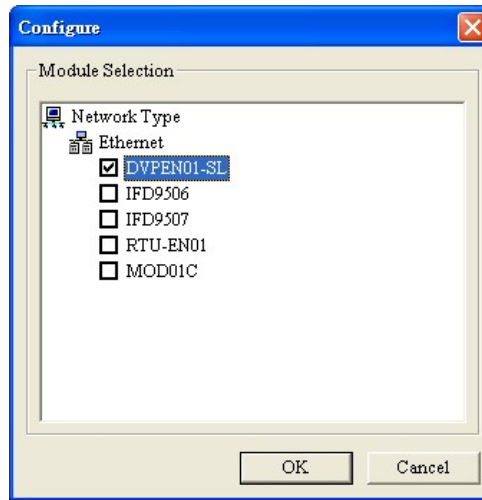 Configure
Module Selection
Network Type
Ethernet
DVPEN01-SL
IFD9506
IFD9507
RTU-EN01
MOD01C
OK
Cancel